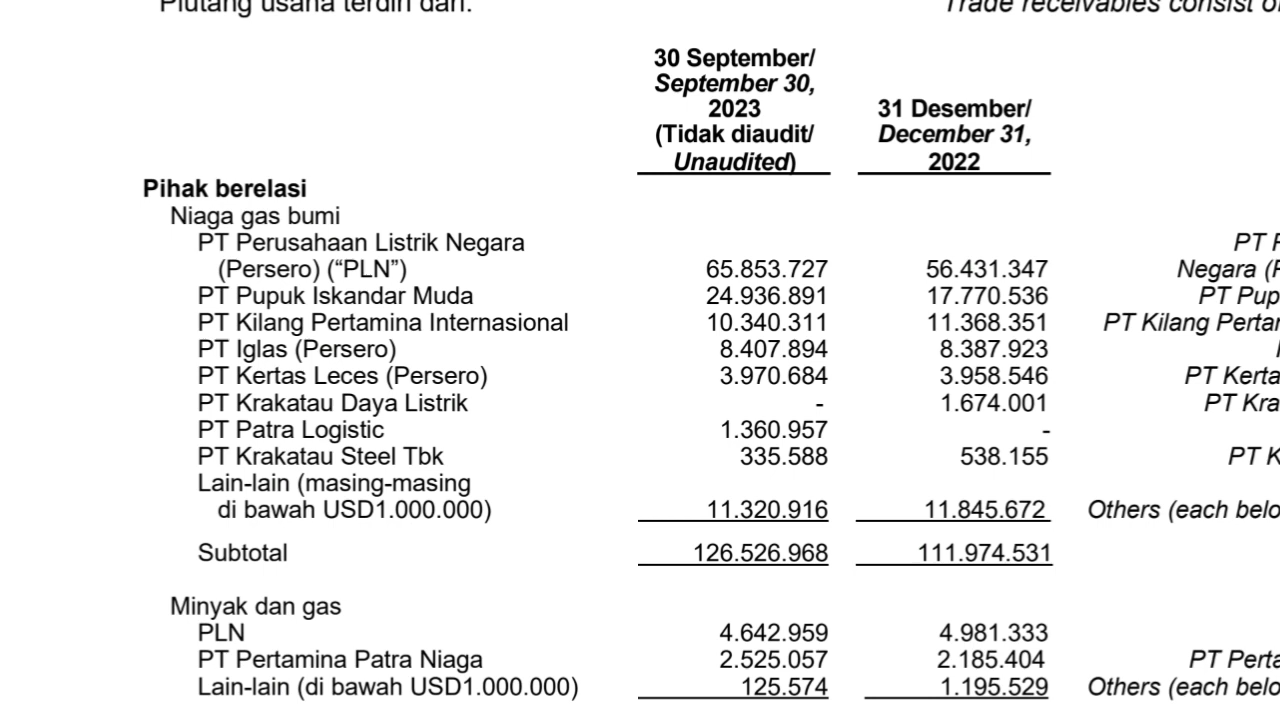 Piutang usaha terdiri dari: Trade receivables consist of
30 September/
September 30,
2023 31 Desember/
(Tidak diaudit/ December 31,
Unaudited) 2022
Pihak berelasi
Niaga gas bumi
PT Perusahaan Listrik Negara PT
(Persero) (“PLN”) 65.853.727 56.431.347 Negara
PT Pupuk Iskandar Muda 24.936.891 17.770.536 PT Pup
PT Kilang Pertamina Internasional 10.340.311 11.368.351 PT Kilang Pertam
PT Iglas (Persero) 8.407.894 8.387.923
PT Kertas Leces (Persero) 3.970.684 3.958.546 PT Kerta
PT Krakatau Daya Listrik - 1.674.001 PT Kra
PT Patra Logistic 1.360.957 -
PT Krakatau Steel Tbk 335.588 538.155 PT K
Lain-lain (masing-masing
di bawah USD1.000.000) 11.320.916 11.845.672 Others (each belo
Subtotal 126.526.968 111.974.531
Minyak dan gas
PLN 4.642.959 4.981.333
PT Pertamina Patra Niaga 2.525.057 2.185.404 PT Perta
Lain-lain (di bawah USD1.000.000) 125.574 1.195.529 Others (each belo